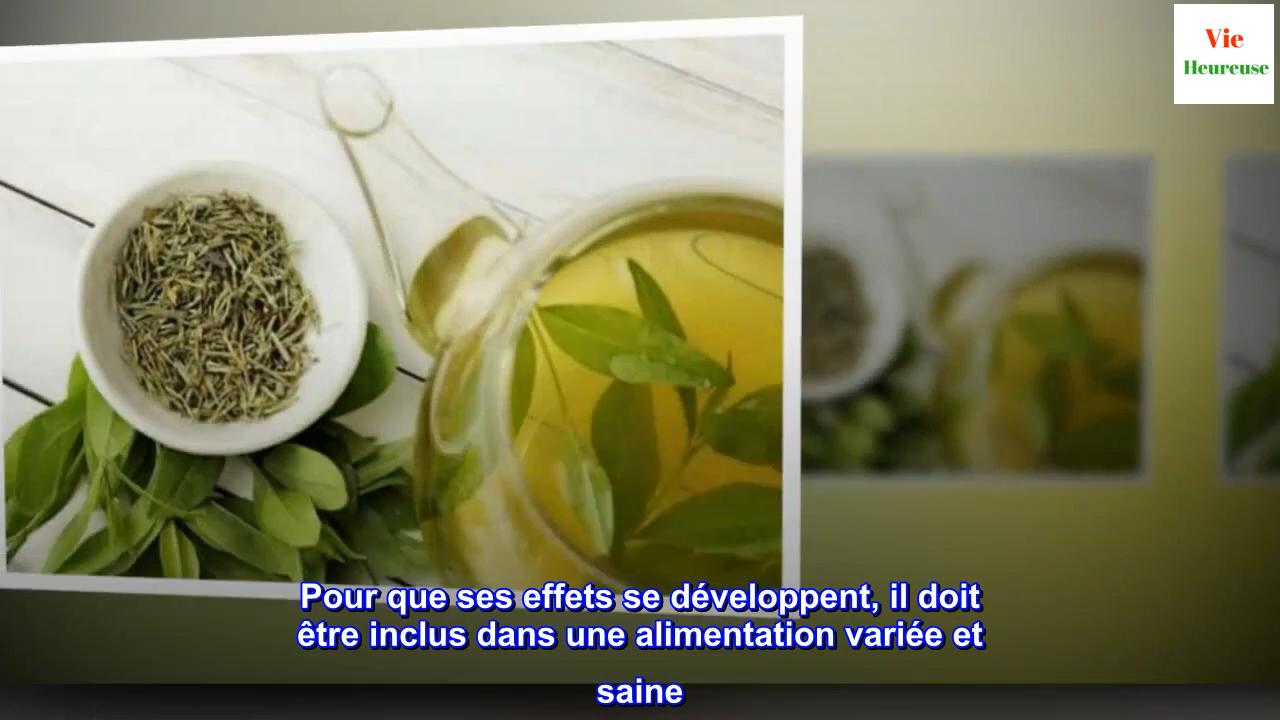 Vie
Heureuse
Pour que ses effets se développent, il doit
être inclus dans une alimentation variée et
saine